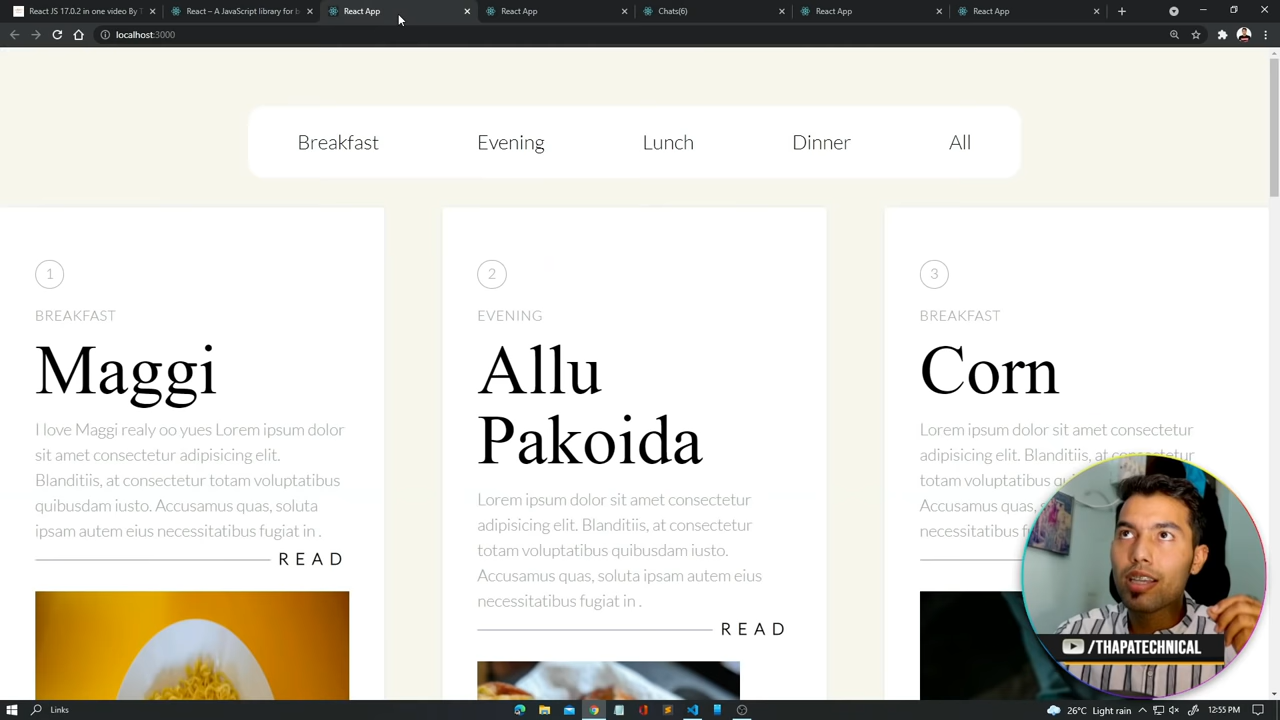 React JS 17.0.2 in one video By T
React – A JavaScript library for b
React App
React App
Chats(6)
React App
React App
localhost:3000
Breakfast
Evening
Lunch
Dinner
All
1
BREAKFAST
Maggi
I love Maggi realy oo yues Lorem ipsum dolor
sit amet consectetur adipisicing elit.
Blanditiis, at consectetur totam voluptatibus
quibusdam iusto. Accusamus quas, soluta
ipsam autem eius necessitatibus fugiat in .
READ
2
EVENING
Allu
Pakoida
Lorem ipsum dolor sit amet consectetur
adipisicing elit. Blanditiis, at consectetur
totam voluptatibus quibusdam iusto.
Accusamus quas, soluta ipsam autem eius
necessitatibus fugiat in .
READ
3
BREAKFAST
Corn
Lorem ipsum dolor sit amet consectetur
adipisicing elit. Blanditiis, at consectetur
totam voluptatibus
Accusamus quas,
necessitatibus
/THAPATECHNICAL
Links
26°C Light rain
12:55 PM